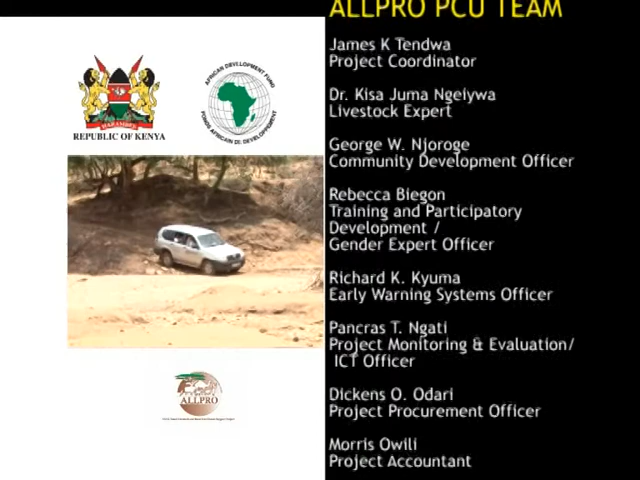 ALLPRO PCU TEAM
James K Tendwa
Project Coordinator
Dr. Kisa Juma Ngeiywa
Livestock Expert
George W. Njoroge
Community Development Officer
Rebecca Biegon
Training and Participatory
Development /
Gender Expert Officer
Richard K. Kyuma
Early Warning Systems Officer
Pancras T. Ngati
Project Monitoring & Evaluation/
ICT Officer
Dickens O. Odari
Project Procurement Officer
Morris Owili
Project Accountant
HARAMBEE
REPUBLIC OF KENYA
AFRICAN DEVELOPMENT FUND
FONDS AFRICAIN DE DEVELOPPEMENT
ALLPRO